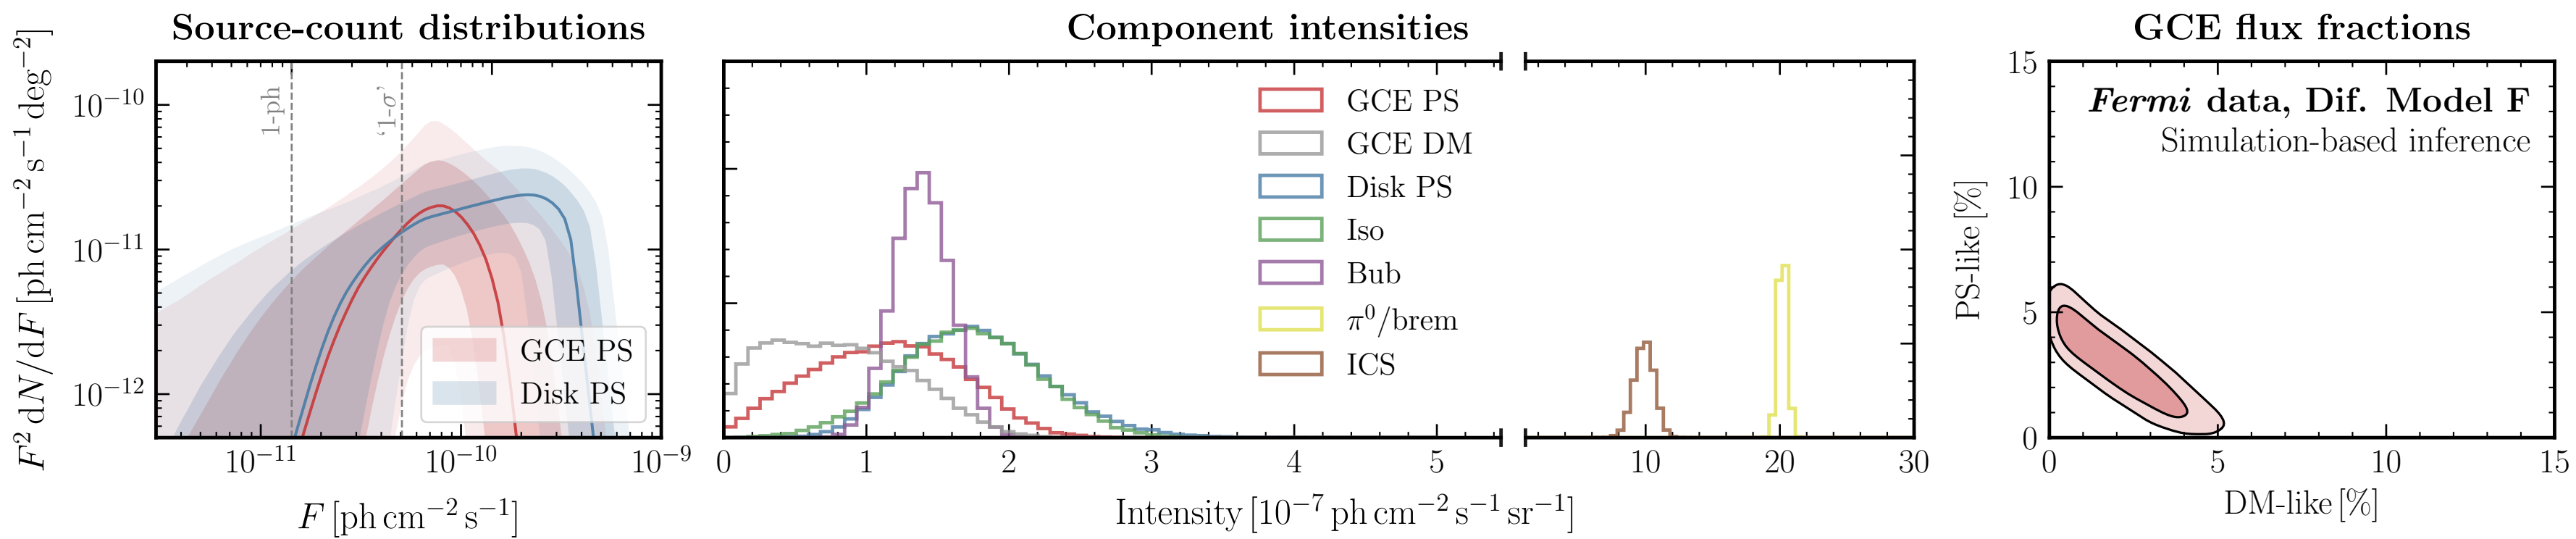 Source-count distributions
F² dN/dF [ph cm⁻² s⁻¹ deg⁻²]
10⁻¹⁰
10⁻¹¹
10⁻¹²
1-ph
‘1-σ’
GCE PS
Disk PS
10⁻¹¹ 10⁻¹⁰ 10⁻⁹
F [ph cm⁻² s⁻¹]
Component intensities
GCE PS
GCE DM
Disk PS
Iso
Bub
π⁰/brem
ICS
0 1 2 3 4 5 10 20 30
Intensity [10⁻⁷ ph cm⁻² s⁻¹ sr⁻¹]
GCE flux fractions
Fermi data, Dif. Model F
Simulation-based inference
PS-like [%]
15
10
5
0
0 5 10 15
DM-like [%]